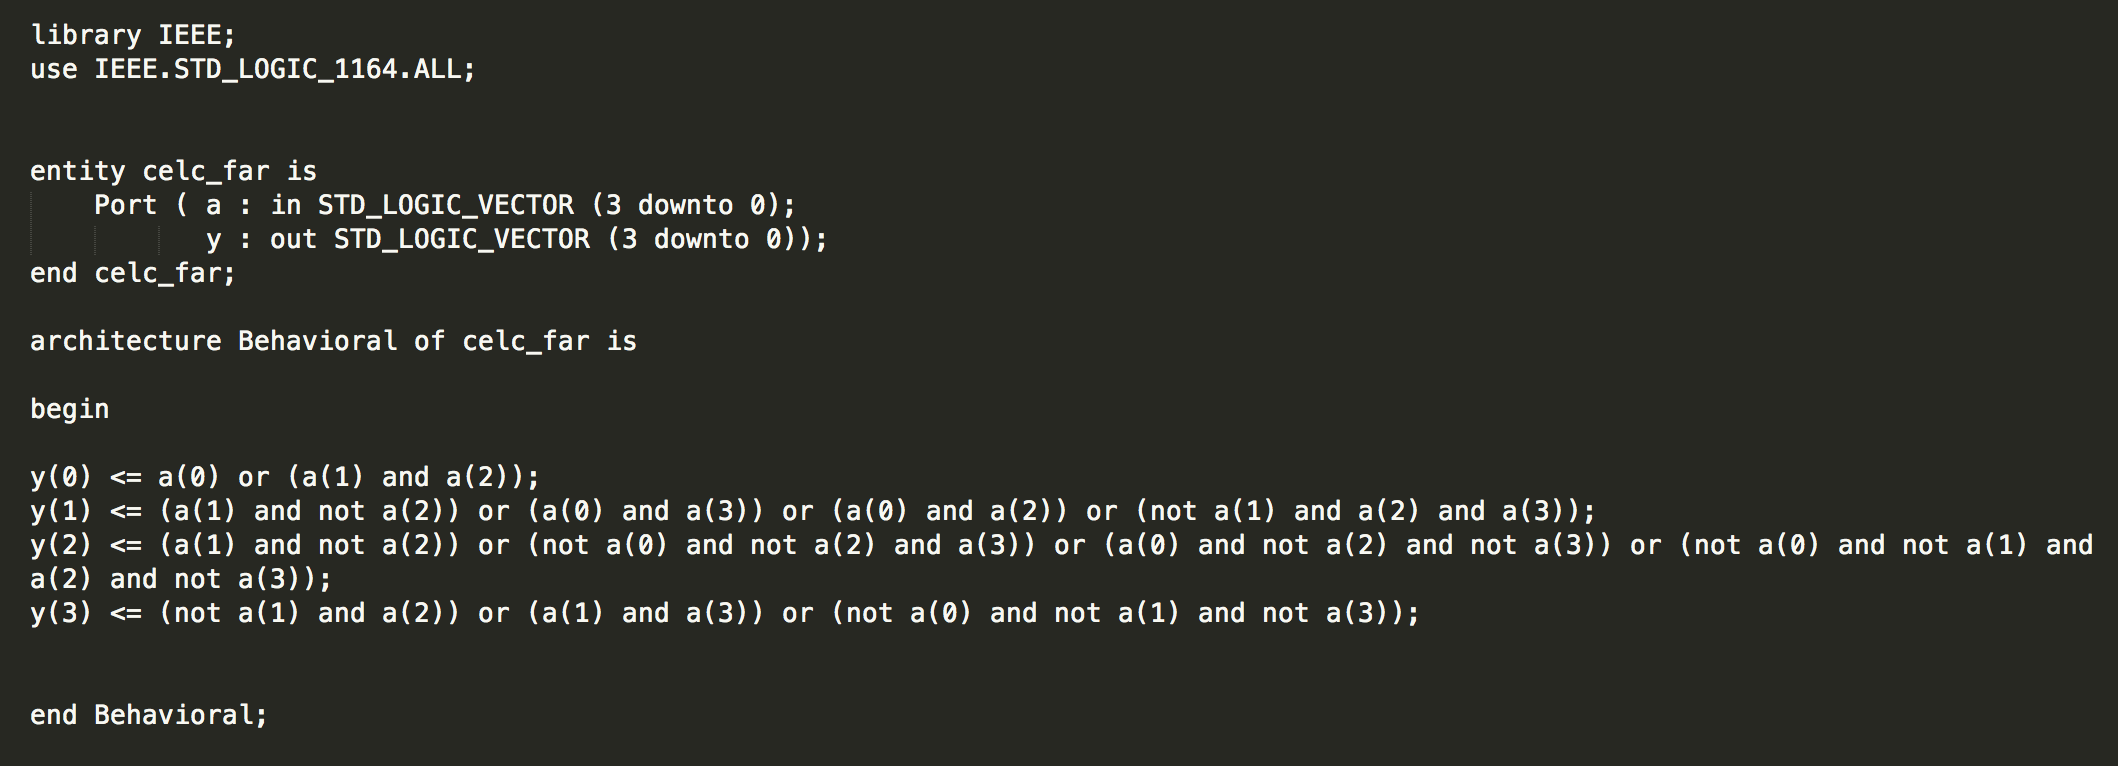 library IEEE;
use IEEE.STD_LOGIC_1164.ALL;
entity celc_far is
Port ( a : in STD_LOGIC_VECTOR (3 downto 0);
y : out STD_LOGIC_VECTOR (3 downto 0));
end celc_far;
architecture Behavioral of celc_far is
begin
y(0) <= a(0) or (a(1) and a(2));
y(1) <= (a(1) and not a(2)) or (a(0) and a(3)) or (a(0) and a(2)) or (not a(1) and a(2) and a(3));
y(2) <= (a(1) and not a(2)) or (not a(0) and not a(2) and a(3)) or (a(0) and not a(2) and not a(3)) or (not a(0) and not a(1) and
a(2) and not a(3));
y(3) <= (not a(1) and a(2)) or (a(1) and a(3)) or (not a(0) and not a(1) and not a(3));
end Behavioral;